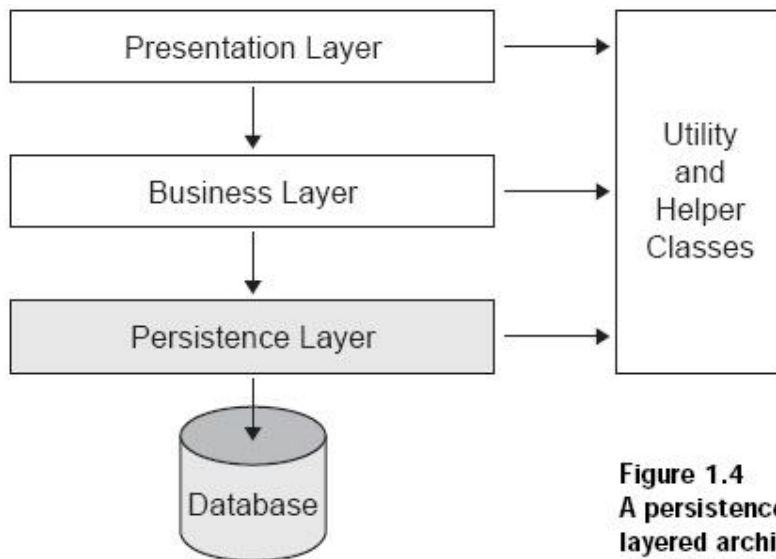 Presentation Layer
Business Layer
Persistence Layer
Database
Utility
and
Helper
Classes
Figure 1.4
A persistence
layered archi